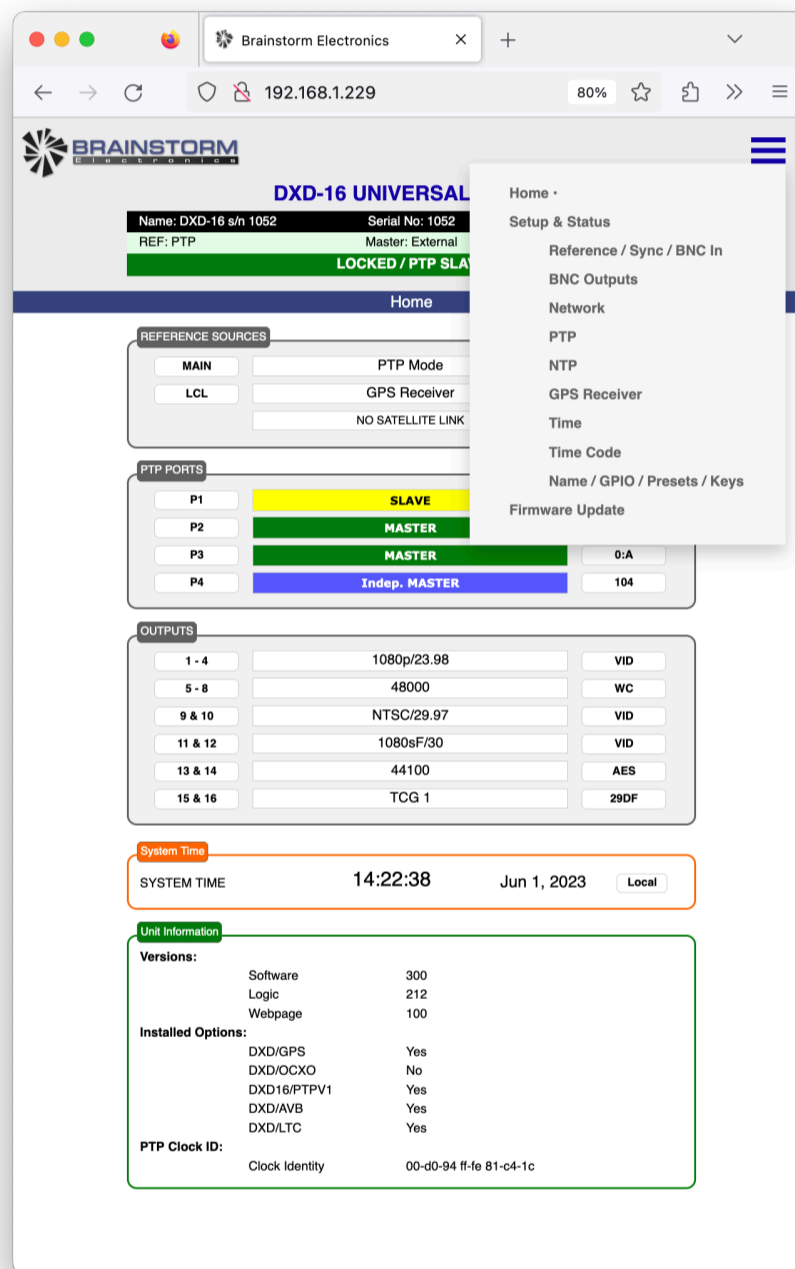 Brainstorm Electronics
192.168.1.229
80%
BRAINSTORM
Electronics
DXD-16 UNIVERSAL
Name: DXD-16 s/n 1052 Serial No: 1052
REF: PTP Master: External
LOCKED / PTP SLA
Home
Home ·
Setup & Status
Reference / Sync / BNC In
BNC Outputs
Network
PTP
NTP
GPS Receiver
Time
Time Code
Name / GPIO / Presets / Keys
Firmware Update
REFERENCE SOURCES
MAIN PTP Mode
LCL GPS Receiver
NO SATELLITE LINK
PTP PORTS
P1 SLAVE
P2 MASTER
P3 MASTER 0:A
P4 Indep. MASTER 104
OUTPUTS
1 - 4 1080p/23.98 VID
5 - 8 48000 WC
9 & 10 NTSC/29.97 VID
11 & 12 1080sF/30 VID
13 & 14 44100 AES
15 & 16 TCG 1 29DF
System Time
SYSTEM TIME 14:22:38 Jun 1, 2023 Local
Unit Information
Versions:
Software 300
Logic 212
Webpage 100
Installed Options:
DXD/GPS Yes
DXD/OCXO No
DXD16/PTPV1 Yes
DXD/AVB Yes
DXD/LTC Yes
PTP Clock ID:
Clock Identity 00-d0-94 ff-fe 81-c4-1c